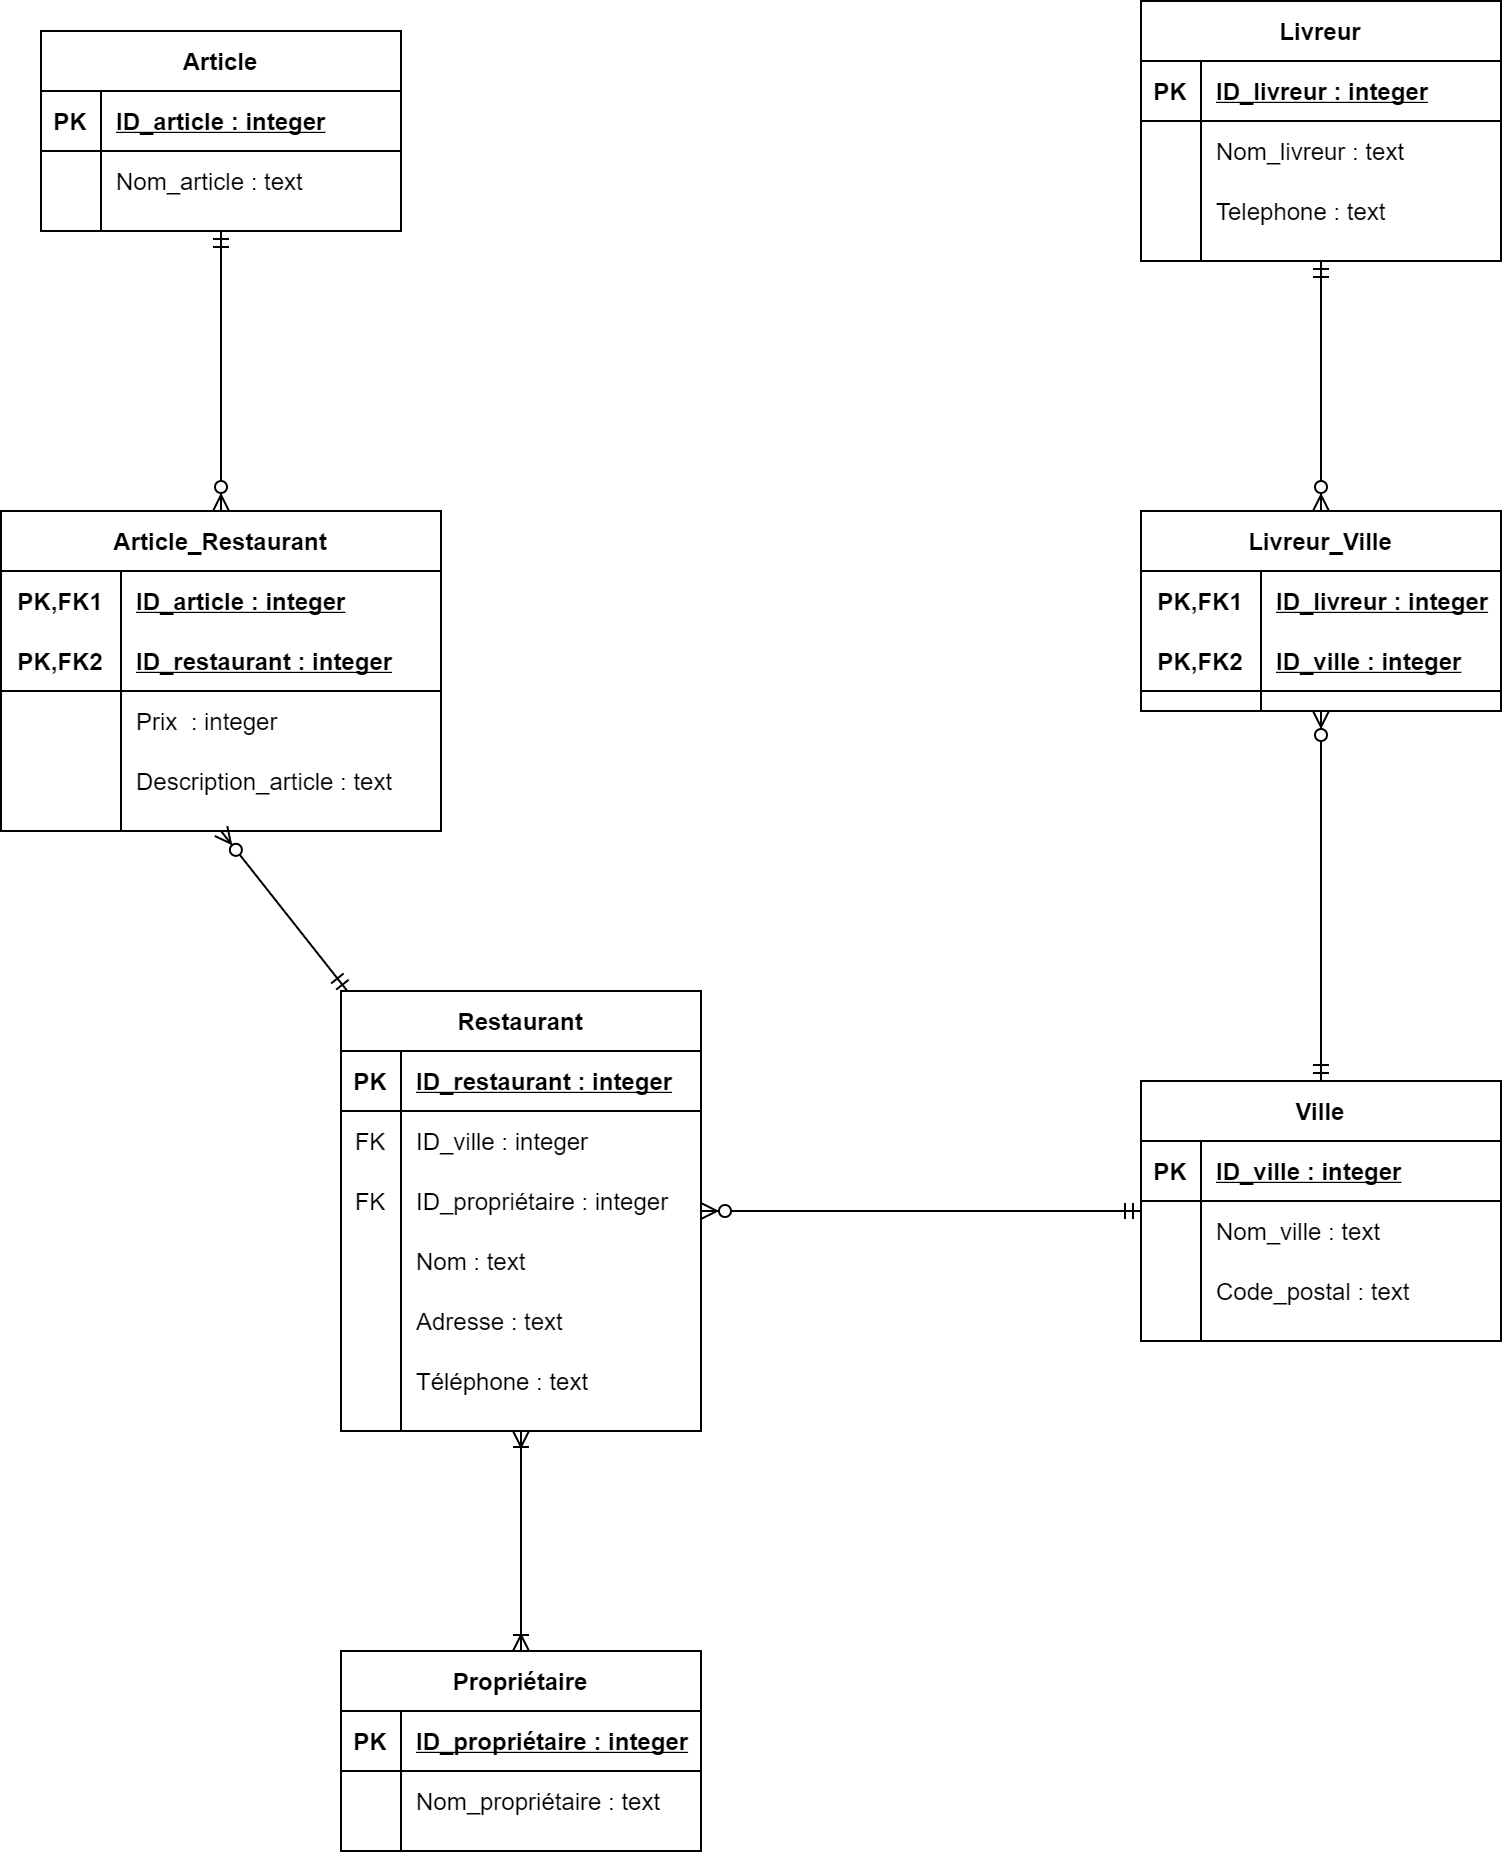 Article
PK ID_article : integer
Nom_article : text
Livreur
PK ID_livreur : integer
Nom_livreur : text
Telephone : text
Article_Restaurant
PK,FK1 ID_article : integer
PK,FK2 ID_restaurant : integer
Prix  : integer
Description_article : text
Livreur_Ville
PK,FK1 ID_livreur : integer
PK,FK2 ID_ville : integer
Restaurant
PK ID_restaurant : integer
FK ID_ville : integer
FK ID_propriétaire : integer
Nom : text
Adresse : text
Téléphone : text
Ville
PK ID_ville : integer
Nom_ville : text
Code_postal : text
Propriétaire
PK ID_propriétaire : integer
Nom_propriétaire : text